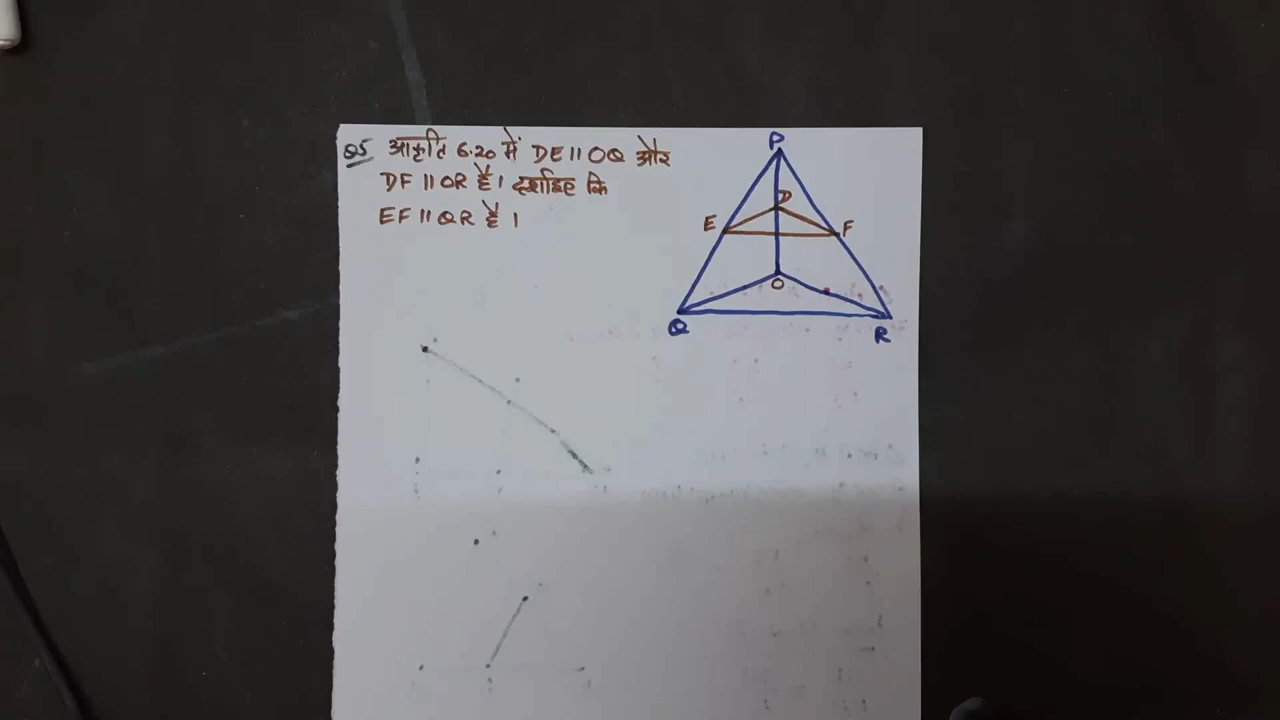 Q5 आकृति 6.20 में DE || OQ और
DF || OR है। दर्शाइए कि
EF || QR है।
P
D
E
F
O
Q
R